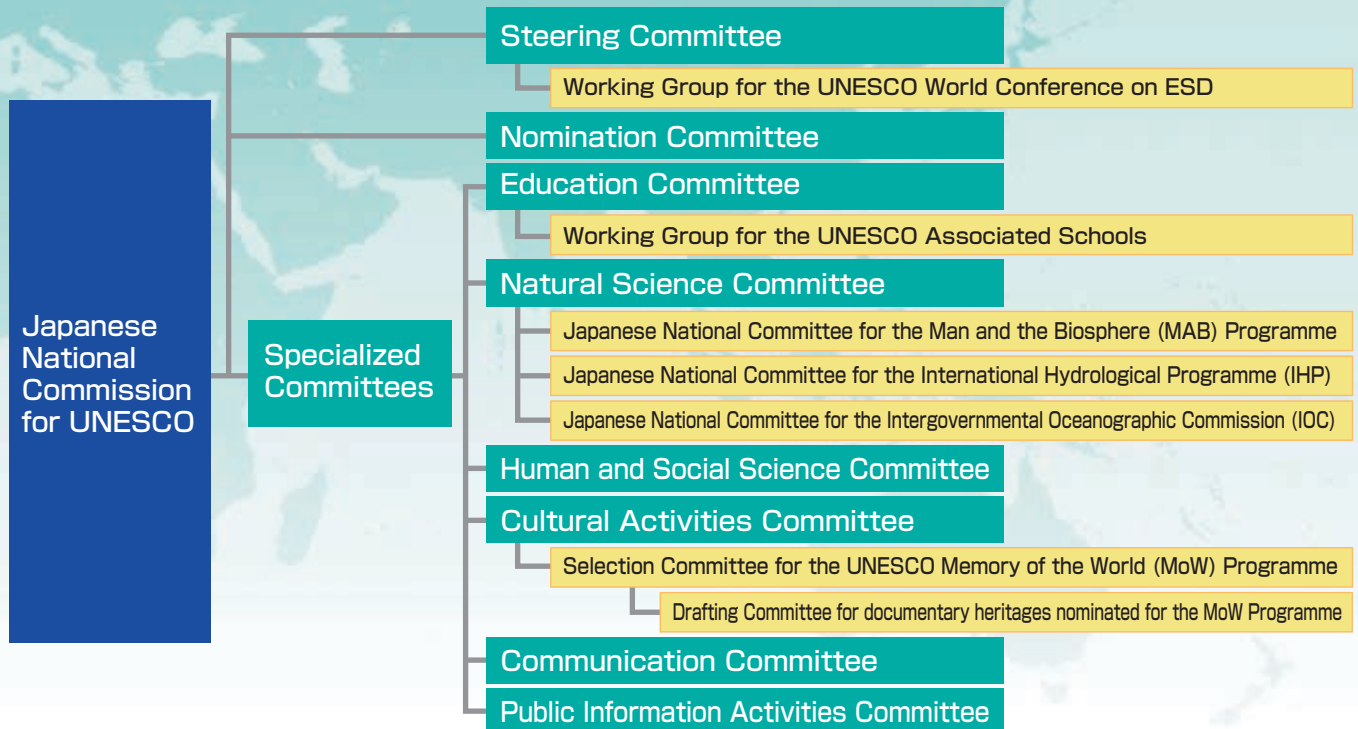 Steering Committee
Working Group for the UNESCO World Conference on ESD
Nomination Committee
Education Committee
Working Group for the UNESCO Associated Schools
Natural Science Committee
Japanese
National
Commission
for UNESCO
Specialized
Committees
Japanese National Committee for the Man and the Biosphere (MAB) Programme
Japanese National Committee for the International Hydrological Programme (IHP)
Japanese National Committee for the Intergovernmental Oceanographic Commission (IOC)
Human and Social Science Committee
Cultural Activities Committee
Selection Committee for the UNESCO Memory of the World (MoW) Programme
Drafting Committee for documentary heritages nominated for the MoW Programme
Communication Committee
Public Information Activities Committee